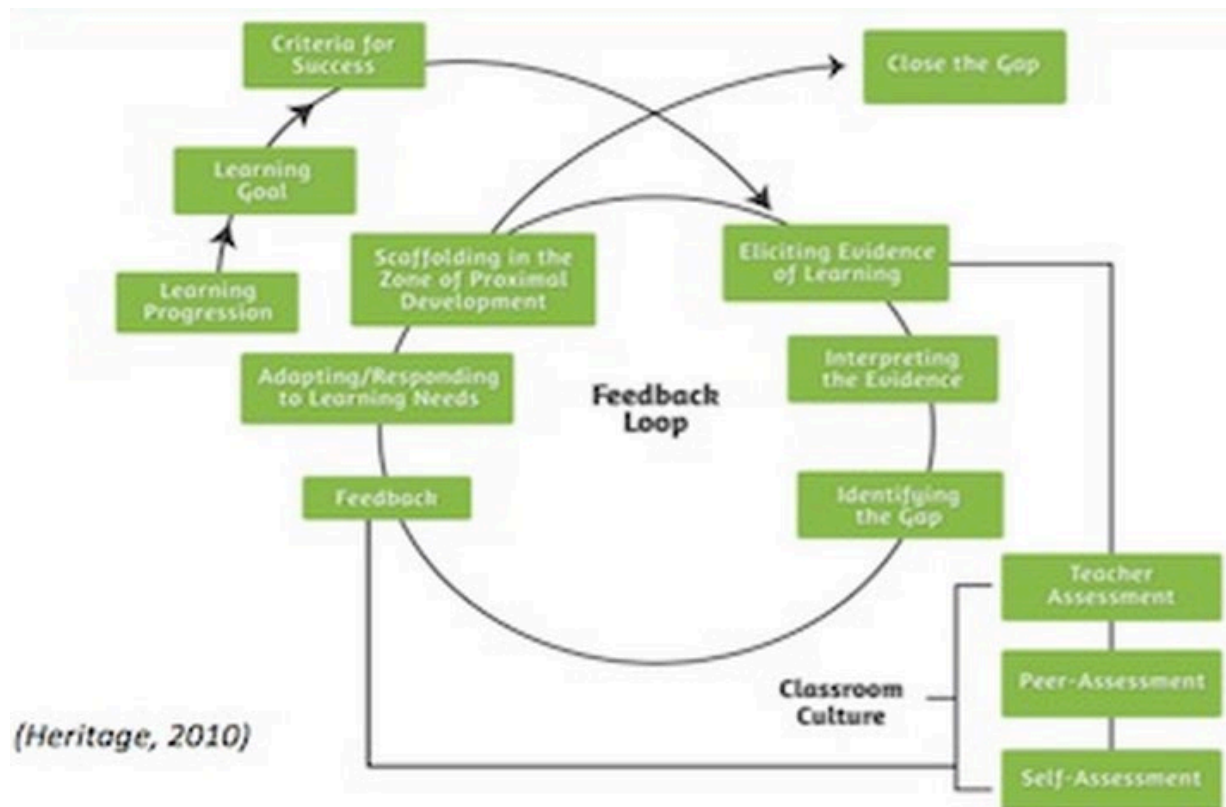 Criteria for
Success
Close the Gap
Learning
Goal
Scaffolding in the
Zone of Proximal
Development
Eliciting Evidence
of Learning
Learning
Progression
Adapting/Responding
to Learning Needs
Interpreting
the Evidence
Feedback
Loop
Feedback
Identifying
the Gap
Teacher
Assessment
Peer-Assessment
Classroom
Culture
(Heritage, 2010)
Self-Assessment